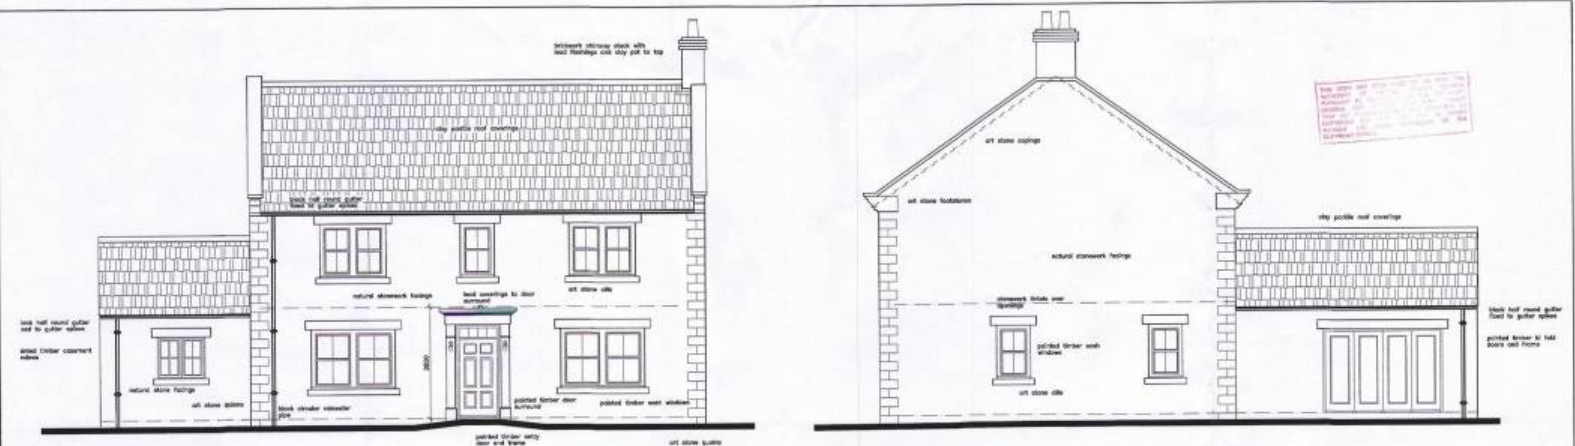 brickwork chimney stack with
lead flashings and clay pot to top
clay pantile roof coverings
black half round gutter
fixed to gutter spikes
natural stonework facings
lead coverings to door
surround
art stone cills
half round gutter
to gutter spikes
timber casement
natural stone facings
art stone quoins
black circular rainwater
pipe
2600
painted timber door
surround
painted timber sash windows
painted timber entry
door and frame
art stone quoins
art stone copings
art stone footstones
natural stonework facings
stonework lintels over
openings
painted timber sash
windows
art stone cills
clay pantile roof coverings
black half round gutter
fixed to gutter spikes
painted timber bi fold
doors and frame